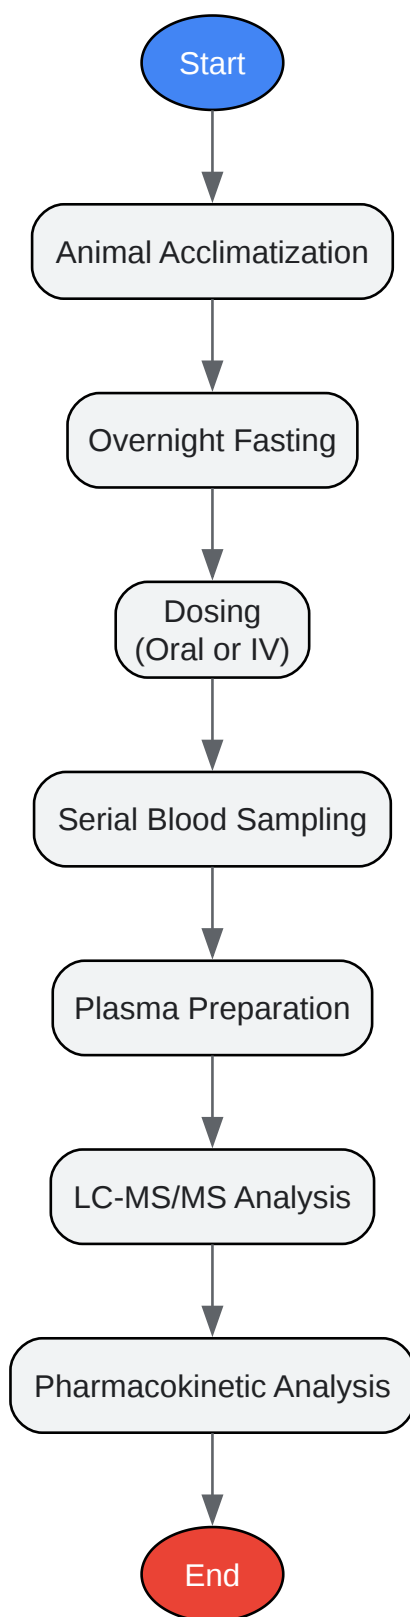 Start
Animal Acclimatization
Overnight Fasting
Dosing
(Oral or IV)
Serial Blood Sampling
Plasma Preparation
LC-MS/MS Analysis
Pharmacokinetic Analysis
End